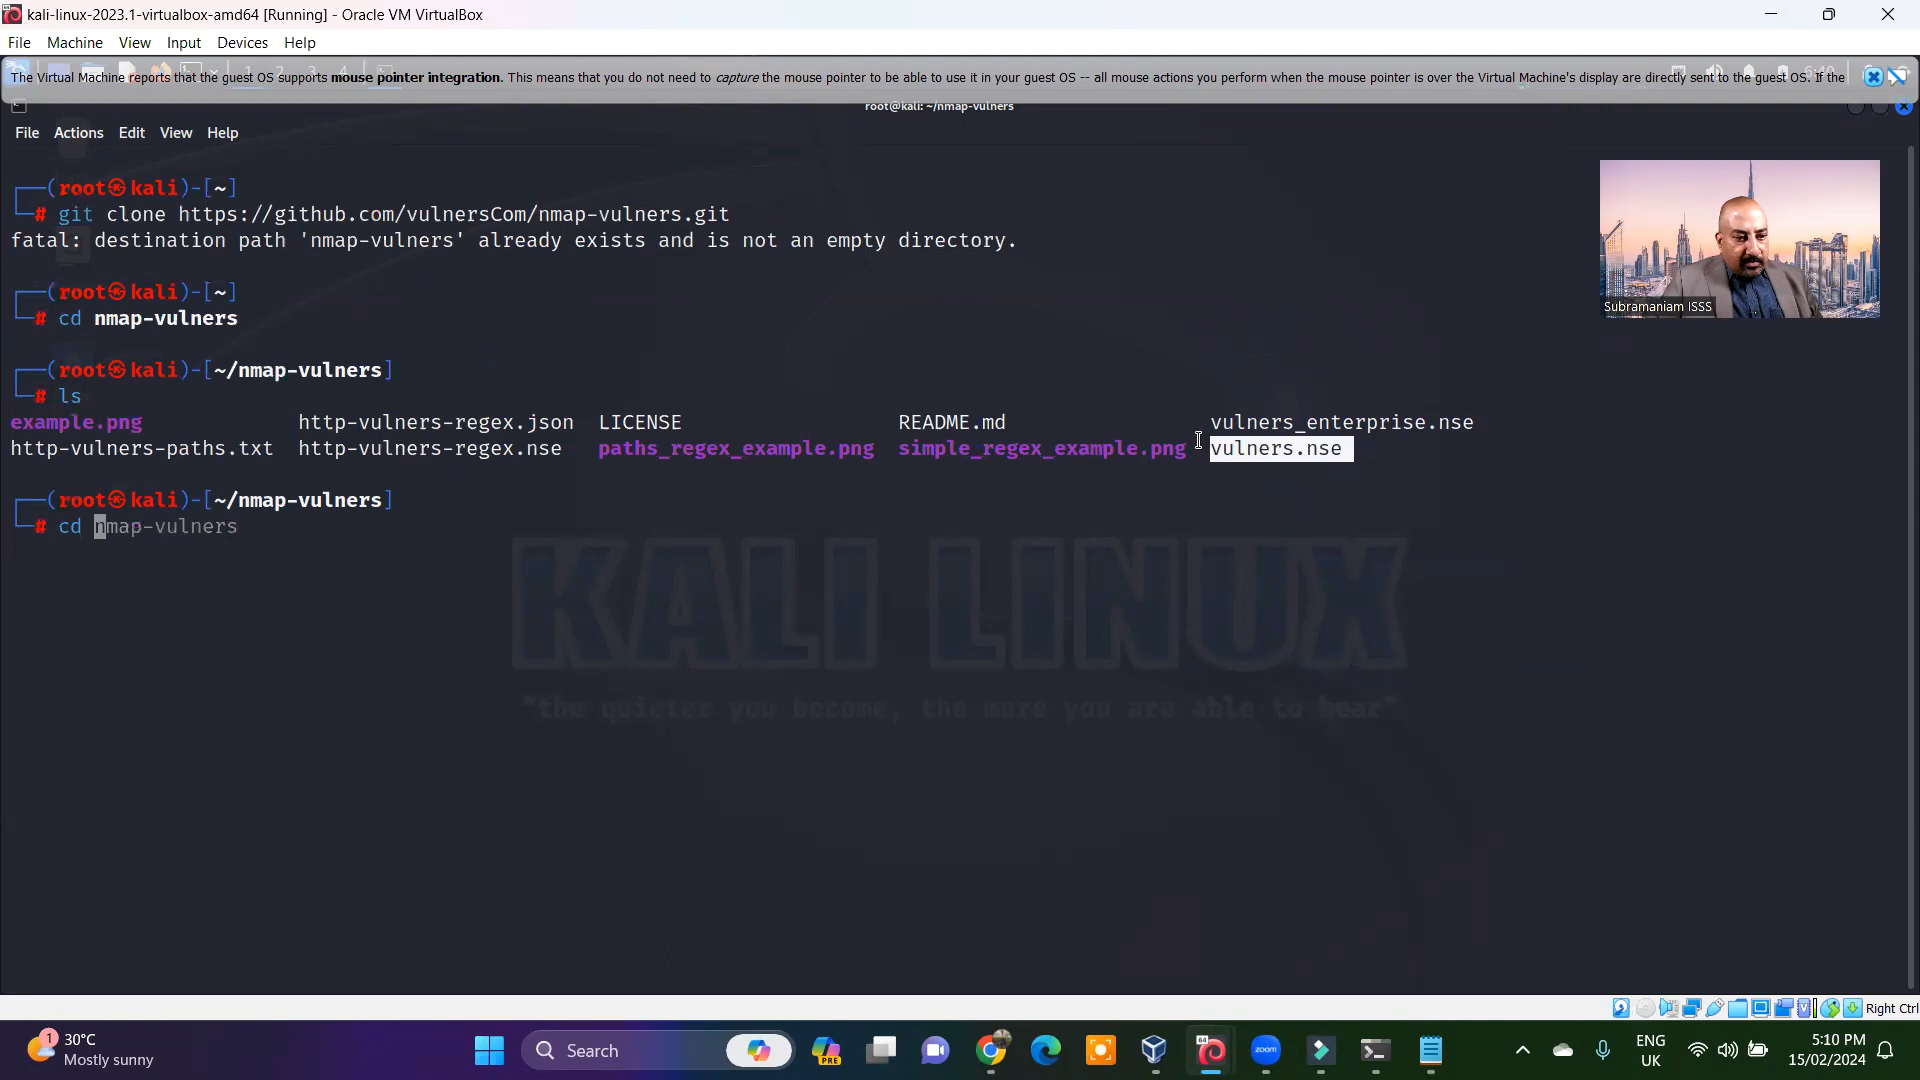 kali-linux-2023.1-virtualbox-amd64 [Running] - Oracle VM VirtualBox
File Machine View Input Devices Help
The Virtual Machine reports that the guest OS supports mouse pointer integration. This means that you do not need to capture the mouse pointer to be able to use it in your guest OS -- all mouse actions you perform when the mouse pointer is over the Virtual Machine's display are directly sent to the guest OS. If the
root@kali: ~/nmap-vulners
File Actions Edit View Help
(root㉿kali)-[~]
# git clone https://github.com/vulnersCom/nmap-vulners.git
fatal: destination path 'nmap-vulners' already exists and is not an empty directory.
(root㉿kali)-[~]
# cd nmap-vulners
(root㉿kali)-[~/nmap-vulners]
# ls
example.png http-vulners-regex.json LICENSE README.md vulners_enterprise.nse
http-vulners-paths.txt http-vulners-regex.nse paths_regex_example.png simple_regex_example.png vulners.nse
(root㉿kali)-[~/nmap-vulners]
# cd nmap-vulners
Subramaniam ISSS
KALI LINUX
"the quieter you become, the more you are able to hear"
Right Ctrl
1
30°C
Mostly sunny
Search
PRE
64
zoom
ENG
UK
5:10 PM
15/02/2024